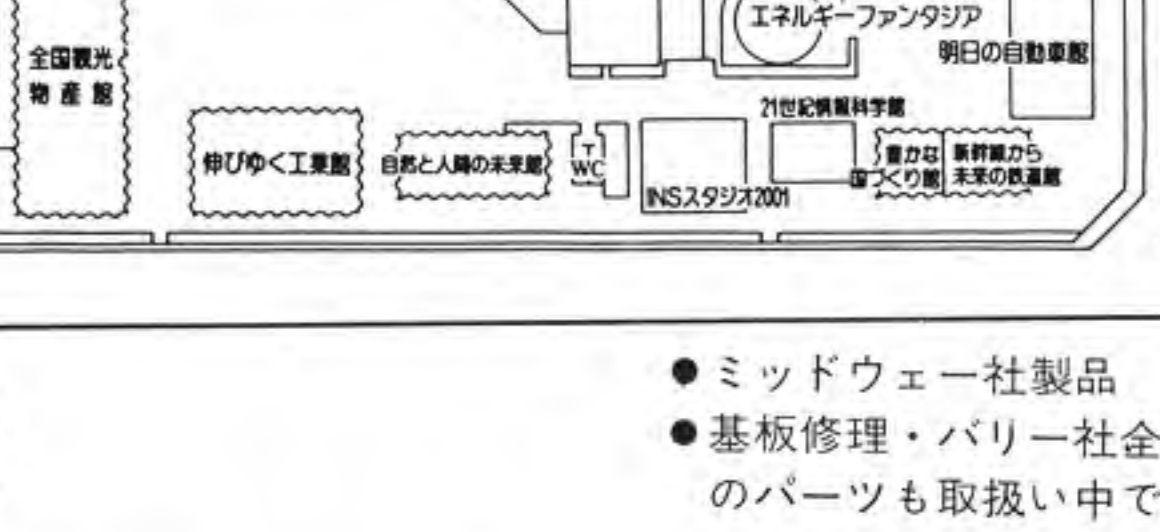 エネルギーファンタジア
明日の自動車館
全国観光
物産館
21世紀情報科学館
伸びゆく工業館
自然と人間の未来館
T
WC
INSスタジオ2001
豊かな
国づくり館
新幹線から
未来の鉄道館
●ミッドウェー社製品
●基板修理・バリー社全
のパーツも取扱い中で